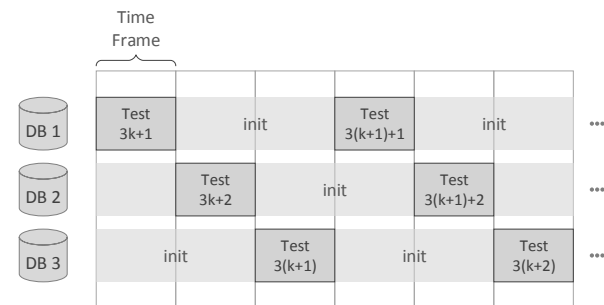 Time
Frame
DB 1
Test
3k+1
init
Test
3(k+1)+1
init
•••
DB 2
Test
3k+2
init
Test
3(k+1)+2
•••
DB 3
init
Test
3(k+1)
init
Test
3(k+2)
•••